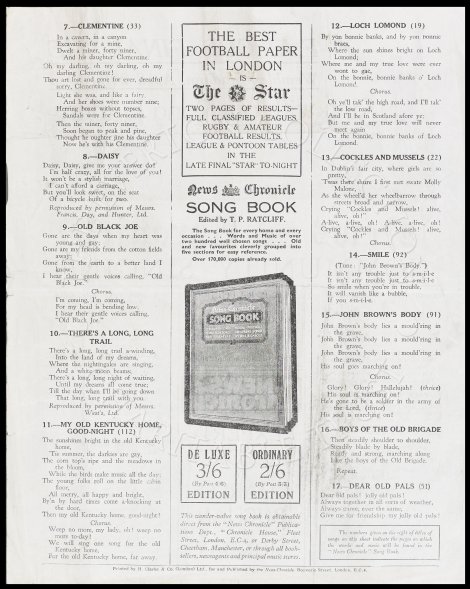 7.—CLEMENTINE (33)
In a cavern, in a canyon
Excavating for a mine,
Dwelt a miner, forty niner,
And his daughter Clementine.
Oh my darling, oh my darling, oh my
darling Clementine!
Thou art lost and gone for ever, dreadful
sorry, Clementine.
Light she was, and like a fairy
And her shoes were number nine;
Herring boxes without topses,
Sandals were for Clementine.
Then the miner, forty niner,
Soon began to peak and pine,
Thought he oughter jine his daughter
Now he's with his Clementine.
8.—DAISY
Daisy, Daisy, give me your answer do!
I'm half crazy, all for the love of you!
It won't be a stylish marriage,
I can't afford a carriage,
But you'll look sweet, on the seat
Of a bicycle built for two.
Reproduced by permission of Messrs.
Francis, Day, and Hunter, Ltd.
9.—OLD BLACK JOE
Gone are the days when my heart was
young and gay;
Gone are my friends from the cotton fields
away;
Gone from the earth to a better land I
know,
I hear their gentle voices calling, "Old
Black Joe."
Chorus.
I'm coming, I'm coming,
For my head is bending low,
I hear their gentle voices calling,
"Old Black Joe."
10.—THERE'S A LONG, LONG
TRAIL
There's a long, long trail a-winding,
Into the land of my dreams,
Where the nightingales are singing,
And a white moon beams;
There's a long, long night of waiting,
Until my dreams all come true;
Till the day when I'll be going down
That long, long trail with you.
Reproduced by permission of Messrs.
West's, Ltd.
11.—MY OLD KENTUCKY HOME,
GOOD-NIGHT (112)
The sunshines bright in the old Kentucky
home,
'Tis summer, the darkies are gay,
The corn top's ripe and the meadows in
the bloom,
While the birds make music all the day;
The young folks roll on the little cabin
floor,
All merry, all happy and bright,
By'n by hard times come a-knocking at
the door,
Then my old Kentucky home, good-night!
Chorus.
Weep no more, my lady, oh! weep no
more to-day!
We will sing one song for the old
Kentucky home,
For the old Kentucky home, far away.
THE BEST
FOOTBALL PAPER
IN LONDON
— IS —
The Star
TWO PAGES OF RESULTS—
FULL CLASSIFIED LEAGUES,
RUGBY & AMATEUR
FOOTBALL RESULTS.
LEAGUE & PONTOON TABLES
IN THE
LATE FINAL "STAR" TO-NIGHT
News Chronicle
SONG BOOK
Edited by T. P. RATCLIFF.
The Song Book for every home and every
occasion . . . Words and Music of over
two hundred well chosen songs . . . Old
and new favourites cleverly grouped into
five sections for easy reference.
Over 170,000 copies already sold.
SONG BOOK
DE LUXE
3/6
(By Post 4/6)
EDITION
ORDINARY
2/6
(By Post 3/3)
EDITION
This wonder-value song book is obtainable
direct from the "News Chronicle" Publica-
tions Dept., "Chronicle House," Fleet
Street, London, E.C.4, or Derby Street,
Cheetham, Manchester, or through all book-
sellers, newsagents and principal music stores.
12.—LOCH LOMOND (19)
By yon bonnie banks, and by yon bonnie
braes,
Where the sun shines bright on Loch
Lomond;
Where me and my true love were ever
wont to gae,
On the bonnie, bonnie banks o' Loch
Lomond!
Chorus.
Oh ye'll tak' the high road, and I'll tak'
the low road,
And I'll be in Scotland afore ye;
But me and my true love will never
meet again
On the bonnie, bonnie banks of Loch
Lomond.
13.—COCKLES AND MUSSELS (22)
In Dublin's fair city, where girls are so
pretty,
'Twas there that I first met sweet Molly
Malone;
As she wheel'd her wheelbarrow through
streets broad and narrow,
Crying "Cockles and Mussels! alive,
alive, oh!"
A-live, a-live, oh! A-live, a-live, oh!
Crying "Cockles and Mussels! alive,
alive, oh!"
14.—SMILE (92)
(Tune: "John Brown's Body.")
It isn't any trouble just to s-m-i-l-e
It isn't any trouble just to s-m-i-l-e
So smile when you're in trouble,
It will vanish like a bubble,
If you s-m-i-l-e.
15.—JOHN BROWN'S BODY (91)
John Brown's body lies a mould'ring in
the grave,
John Brown's body lies a mould'ring in
the grave,
John Brown's body lies a mould'ring in
the grave,
His soul goes marching on!
Chorus.
Glory! Glory! Hallelujah! (thrice)
His soul is marching on!
He's gone to be a soldier in the army of
the Lord, (thrice)
His soul is marching on!
16.—BOYS OF THE OLD BRIGADE
Then steadily shoulder to shoulder,
Steadily blade by blade,
Ready and strong, marching along
Like the boys of the Old Brigade.
Repeat.
17.—DEAR OLD PALS (51)
Dear old pals! jolly old pals!
Always together in all sorts of weather,
Always
Give me for friendship, my jolly old pals!
The numbers given on the right of titles of
songs on this sheet indicate the pages on which
the words and music will be found in the
"News Chronicle" Song Book.
Printed by H. Clarke & Co. (London) Ltd., for and Published by the News-Chronicle, Bouverie Street, London, E.C.4.